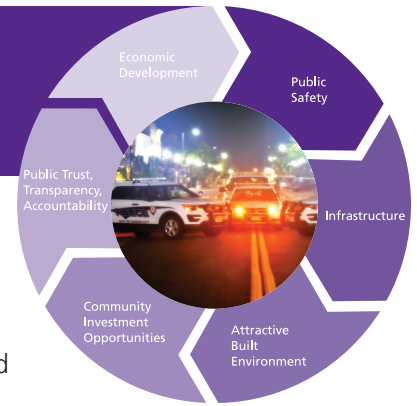 Economic
Development
Public
Safety
Public Trust,
Transparency,
Accountability
Infrastructure
Community
Investment
Opportunities
Attractive
Built
Environment